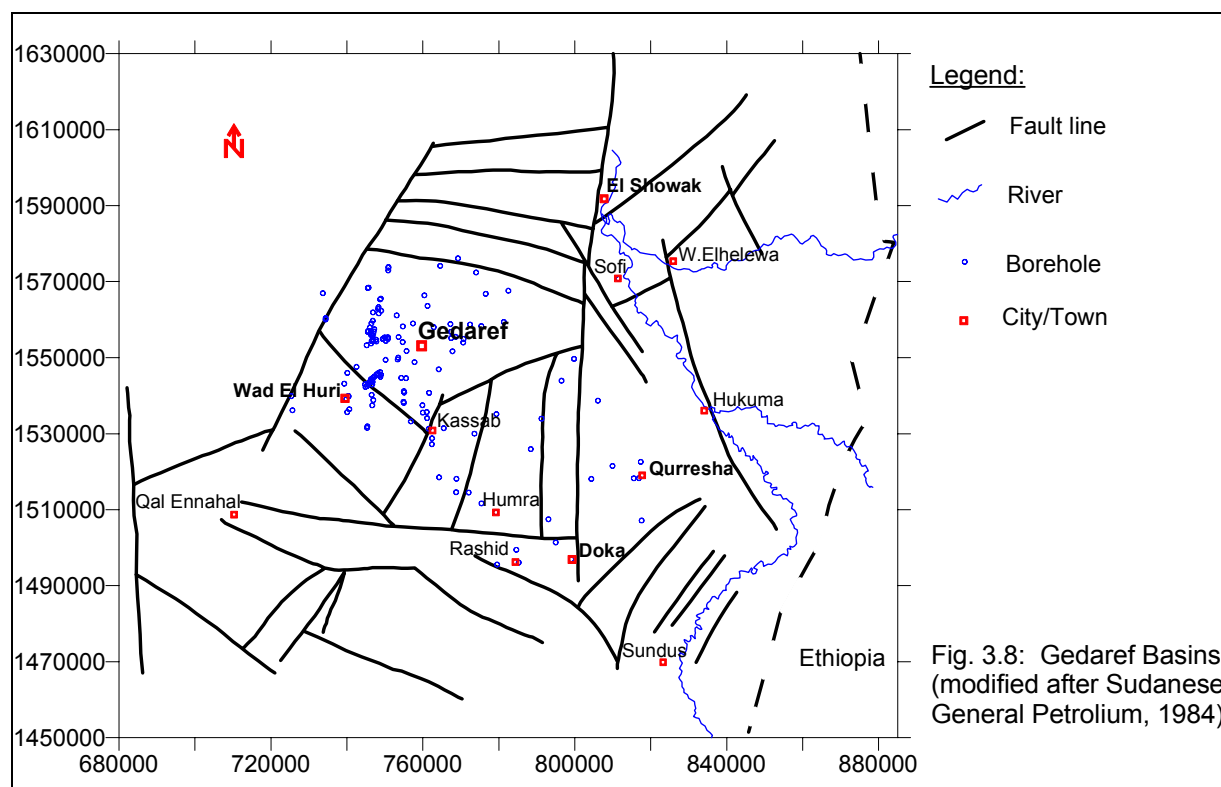 1630000
1610000
1590000
1570000
1550000
1530000
1510000
1490000
1470000
1450000
680000
720000
760000
800000
840000
880000
N
El Showak
W.Elhelewa
Sofi
Gedaref
Wad El Huri
Kassab
Hukuma
Qurresha
Qal Ennahal
Humra
Rashid
Doka
Sundus
Ethiopia
Legend:
Fault line
River
Borehole
City/Town
Fig. 3.8: Gedaref Basins
(modified after Sudanese
General Petrolium, 1984)